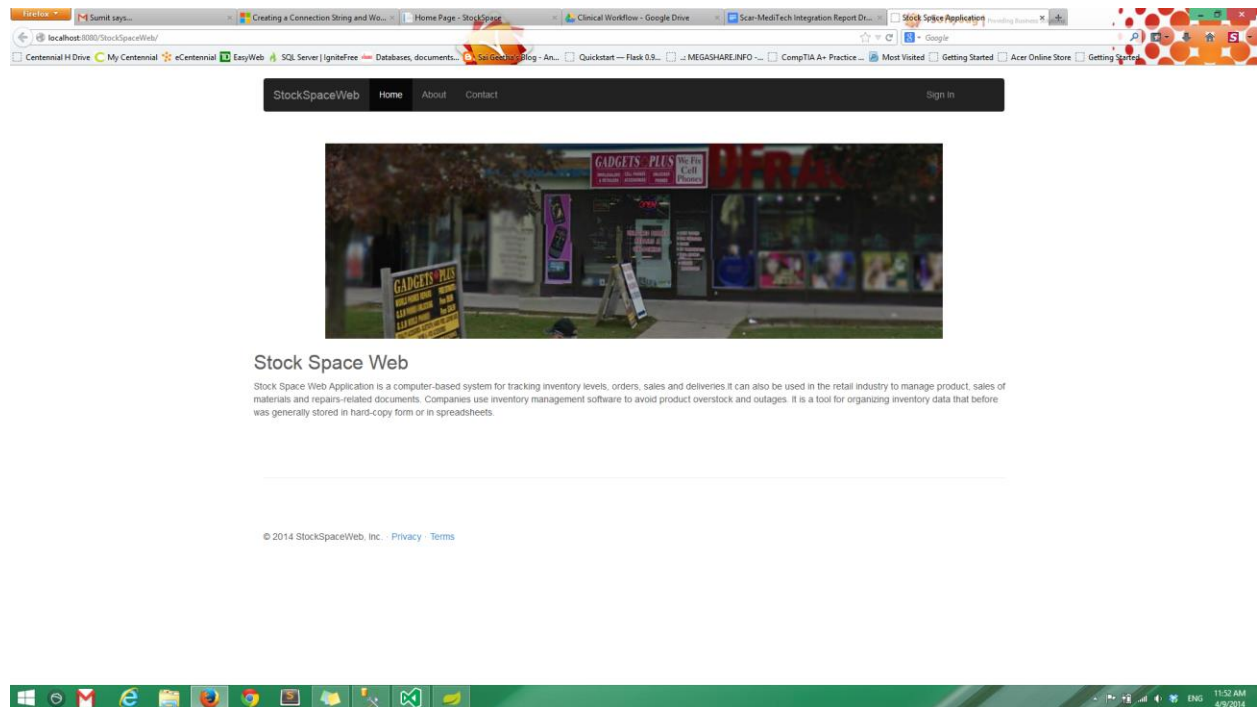 Firefox
Sumit says...
Creating a Connection String and Wo...
Home Page - StockSpace
Clinical Workflow - Google Drive
Scar-MediTech Integration Report Dr...
Stock Space Application
localhost:8080/StockSpaceWeb/
Google
Centennial H Drive
My Centennial
eCentennial
EasyWeb
SQL Server | IgniteFree
Databases, documents...
Sai Geetha's Blog - An...
Quickstart — Flask 0.9...
..: MEGASHARE.INFO -...
CompTIA A+ Practice ...
Most Visited
Getting Started
Acer Online Store
Getting Started
StockSpaceWeb Home About Contact Sign In
GADGETS PLUS
We Fix
Cell
Phones
OPEN
GADGETS PLUS
Stock Space Web
Stock Space Web Application is a computer-based system for tracking inventory levels, orders, sales and deliveries.It can also be used in the retail industry to manage product, sales of
materials and repairs-related documents. Companies use inventory management software to avoid product overstock and outages. It is a tool for organizing inventory data that before
was generally stored in hard-copy form or in spreadsheets.
© 2014 StockSpaceWeb, Inc. · Privacy · Terms
ENG
11:52 AM
4/9/2014